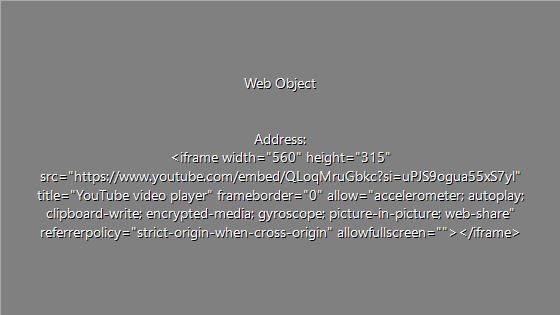 Web Object
Address:
<iframe width="560" height="315"
src="https://www.youtube.com/embed/QLoqMruGbkc?si=uPJS9ogua55xS7yI"
title="YouTube video player" frameborder="0" allow="accelerometer; autoplay;
clipboard-write; encrypted-media; gyroscope; picture-in-picture; web-share"
referrerpolicy="strict-origin-when-cross-origin" allowfullscreen=""></iframe>